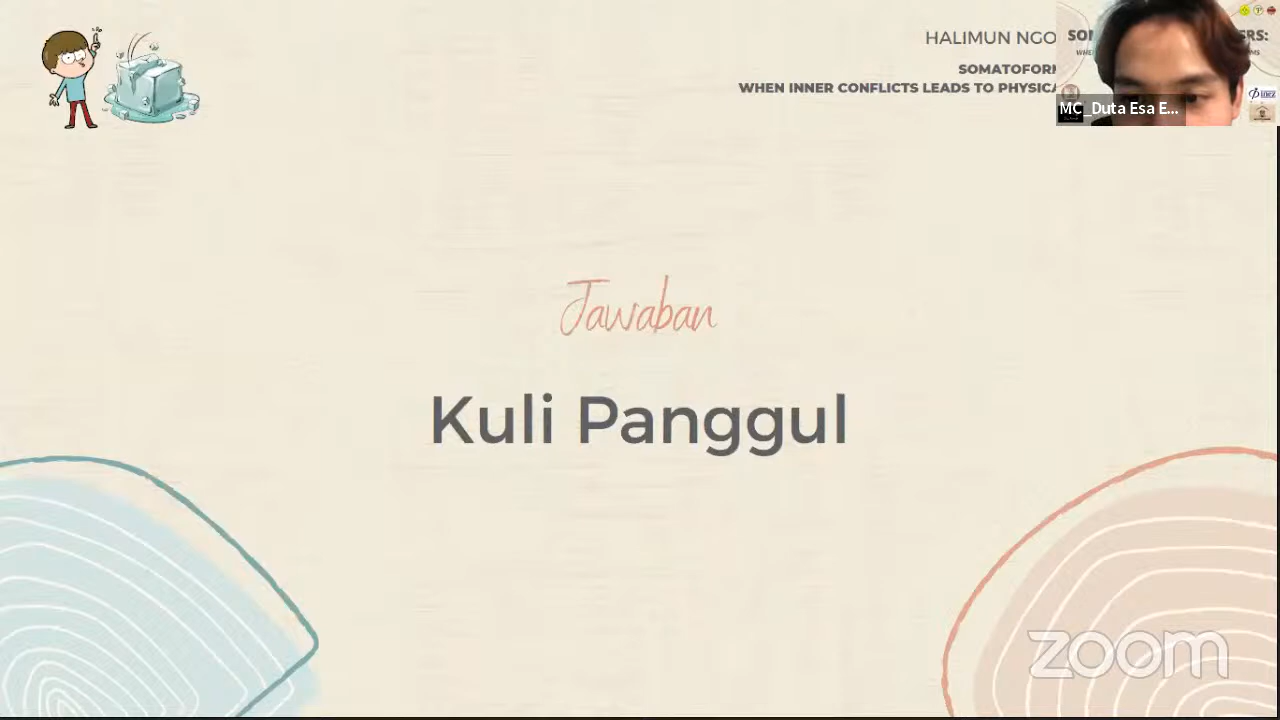 HALIMUN NGO
SOMATOFOR
WHEN INNER CONFLICTS LEADS TO PHYSICA
MC_Duta Esa E...
Jawaban
Kuli Panggul
zoom